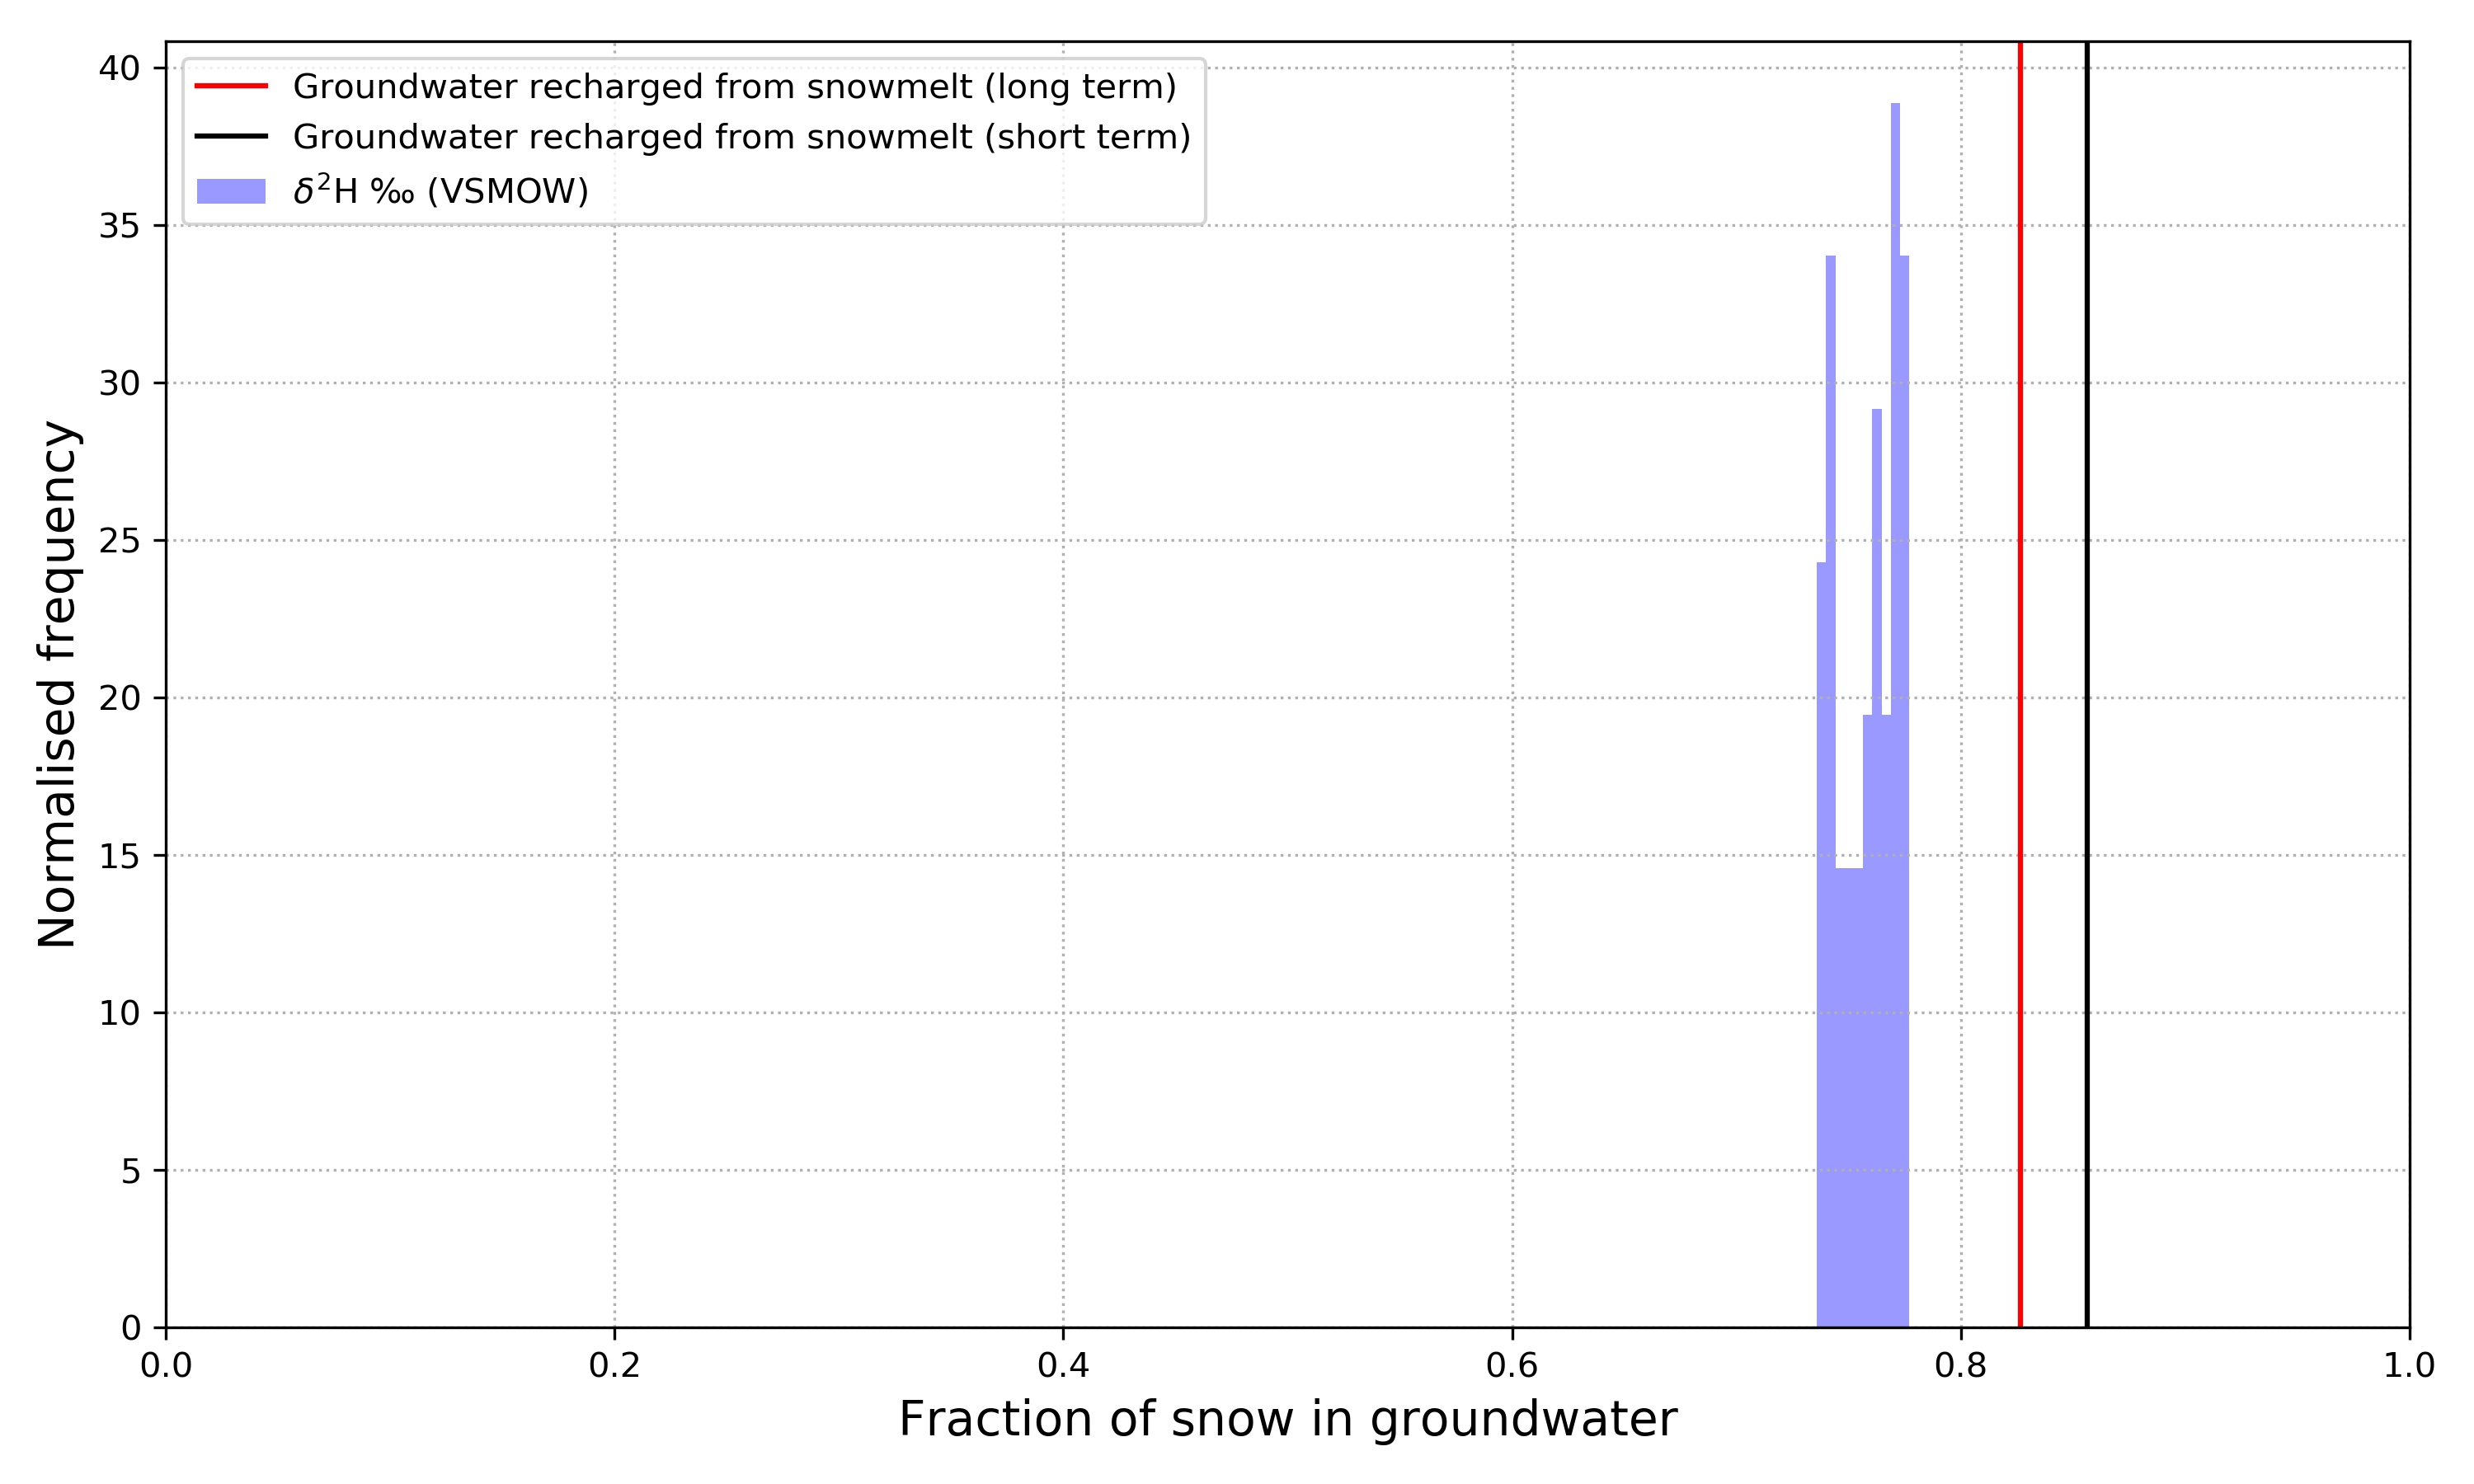 40
35
30
25
20
15
10
5
0
Normalised frequency
Groundwater recharged from snowmelt (long term)
Groundwater recharged from snowmelt (short term)
δ²H ‰ (VSMOW)
0.0 0.2 0.4 0.6 0.8 1.0
Fraction of snow in groundwater